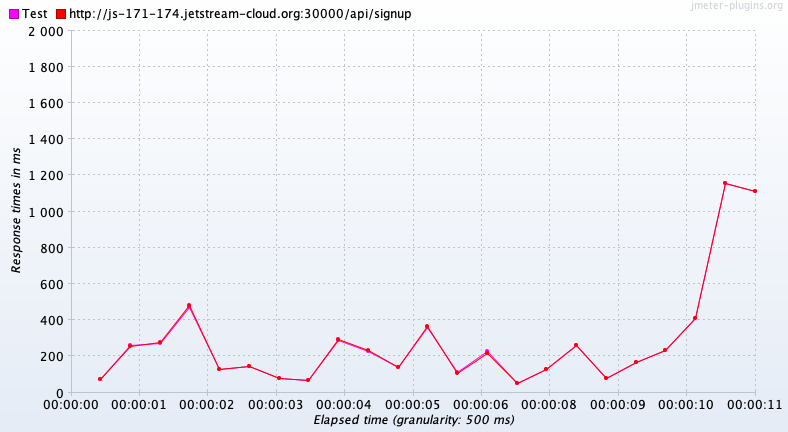 jmeter-plugins.org
Test http://js-171-174.jetstream-cloud.org:30000/api/signup
2 000
1 800
1 600
1 400
1 200
1 000
800
600
400
200
0
Response times in ms
00:00:00 00:00:01 00:00:02 00:00:03 00:00:04 00:00:05 00:00:06 00:00:08 00:00:09 00:00:10 00:00:11
Elapsed time (granularity: 500 ms)